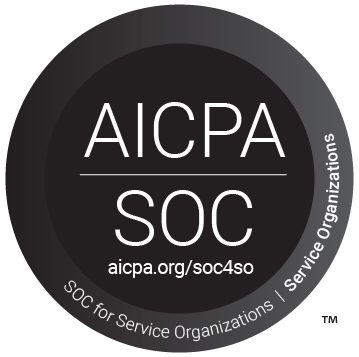 AICPA
SOC
aicpa.org/soc4so
SOC for Service Organizations | Service Organizations
TM